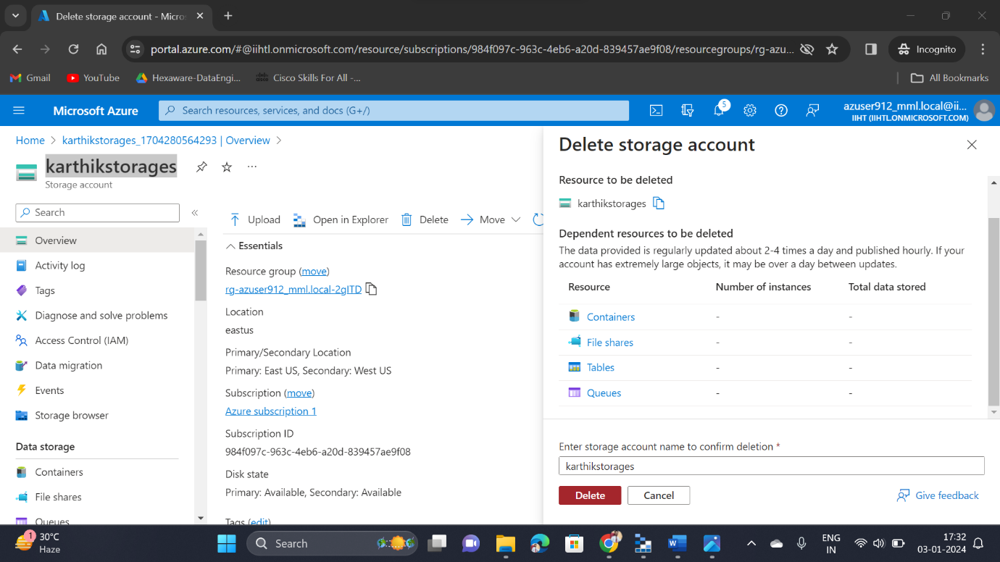 Delete storage account - Micro
portal.azure.com/#@iihtl.onmicrosoft.com/resource/subscriptions/984f097c-963c-4eb6-a20d-839457ae9f08/resourcegroups/rg-azu...
Incognito
Gmail
YouTube
Hexaware-DataEngi...
Cisco Skills For All -...
All Bookmarks
Microsoft Azure
Search resources, services, and docs (G+/)
5
azuser912_mml.local@ii...
IIHT (IIHTL.ONMICROSOFT.COM)
Home > karthikstorages_1704280564293 | Overview >
karthikstorages
Storage account
Search
Overview
Activity log
Tags
Diagnose and solve problems
Access Control (IAM)
Data migration
Events
Storage browser
Data storage
Containers
File shares
Queues
Upload
Open in Explorer
Delete
Move
Essentials
Resource group (move)
rg-azuser912_mml.local-2gITD
Location
eastus
Primary/Secondary Location
Primary: East US, Secondary: West US
Subscription (move)
Azure subscription 1
Subscription ID
984f097c-963c-4eb6-a20d-839457ae9f08
Disk state
Primary: Available, Secondary: Available
Tags (edit)
Delete storage account
Resource to be deleted
karthikstorages
Dependent resources to be deleted
The data provided is regularly updated about 2-4 times a day and published hourly. If your
account has extremely large objects, it may be over a day between updates.
Resource Number of instances Total data stored
Containers - -
File shares - -
Tables - -
Queues - -
Enter storage account name to confirm deletion *
karthikstorages
Delete
Cancel
Give feedback
1
30°C
Haze
Search
ENG
IN
17:32
03-01-2024